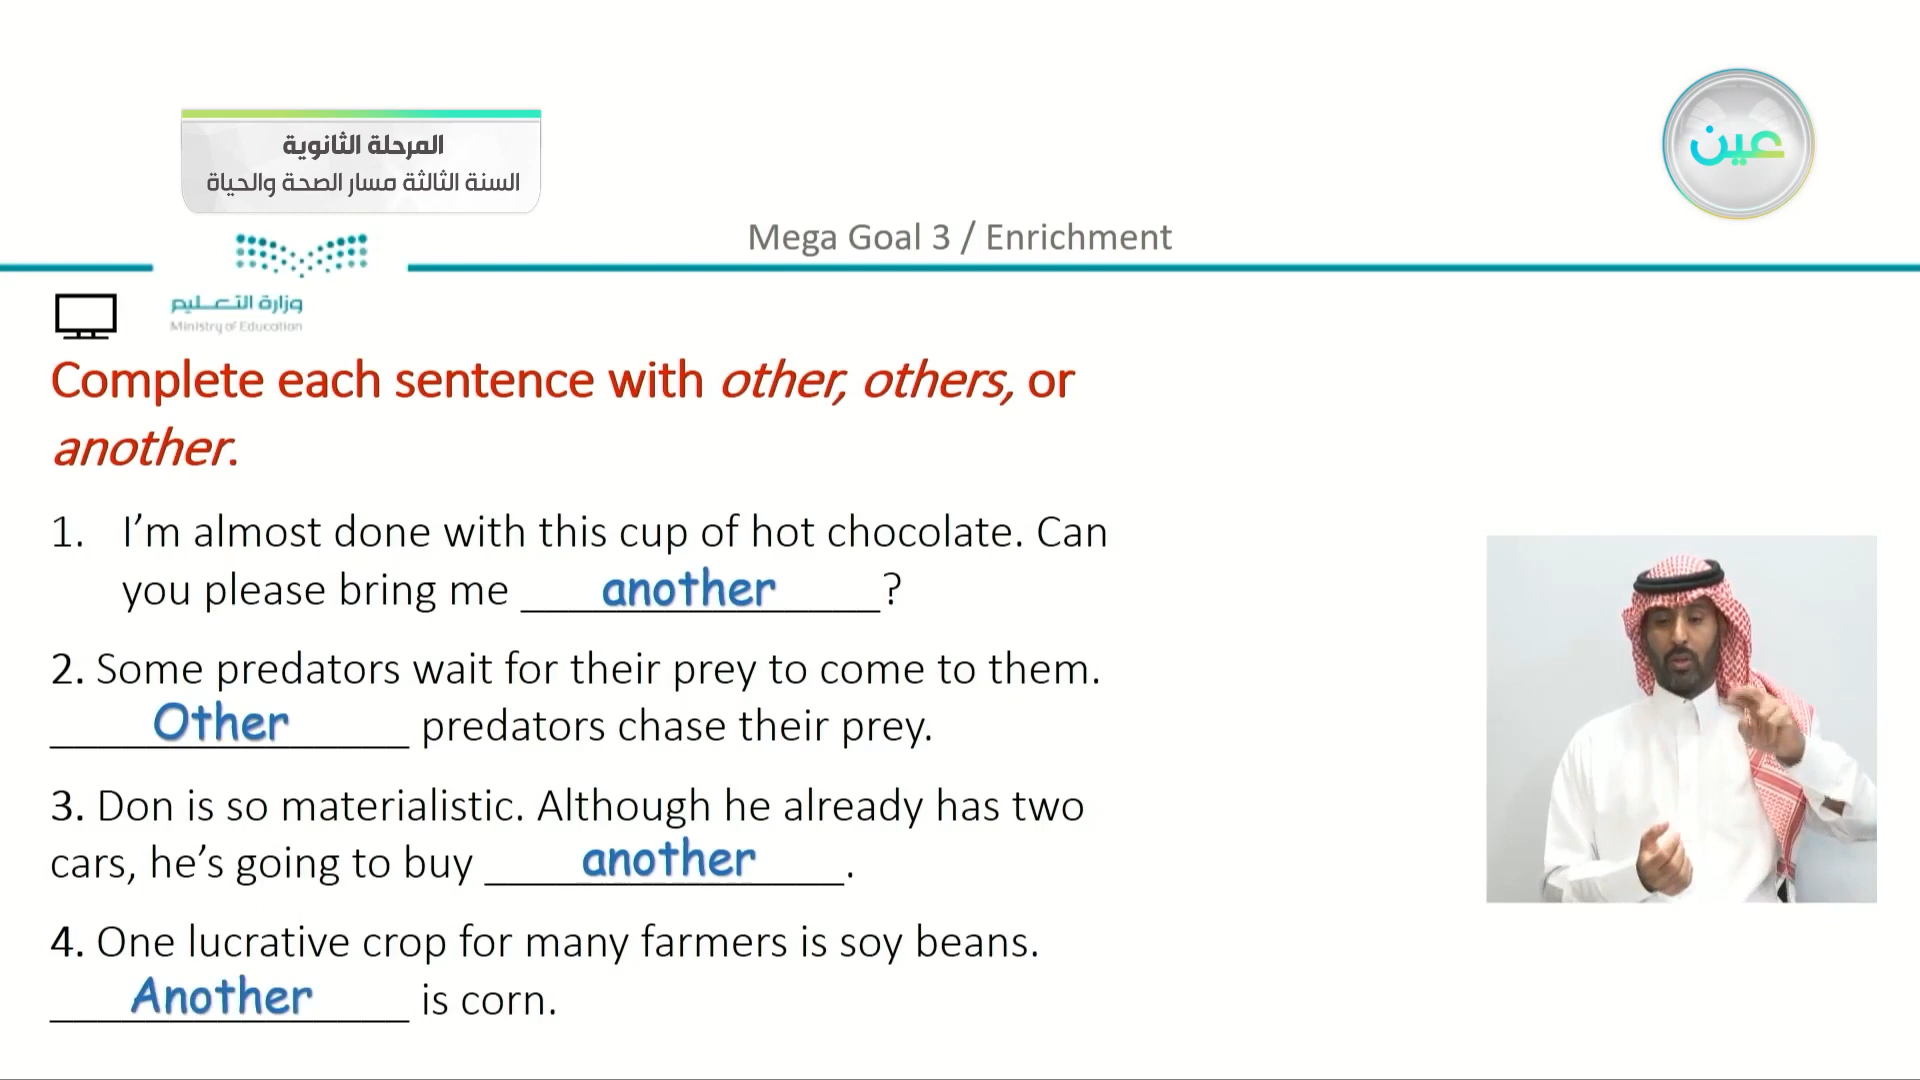 المرحلة الثانوية
السنة الثالثة مسار الصحة والحياة
عين
Mega Goal 3 / Enrichment
وزارة التعليم
Ministry of Education
Complete each sentence with other, others, or
another.
1. I’m almost done with this cup of hot chocolate. Can
you please bring me another?
2. Some predators wait for their prey to come to them.
Other predators chase their prey.
3. Don is so materialistic. Although he already has two
cars, he’s going to buy another.
4. One lucrative crop for many farmers is soy beans.
Another is corn.